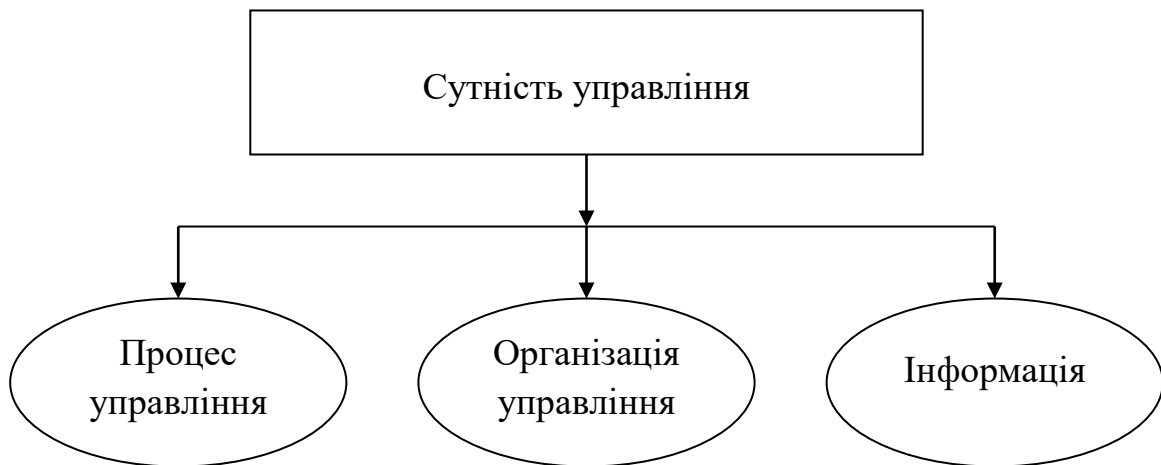 Сутність управління
Процес
управління
Організація
управління
Інформація